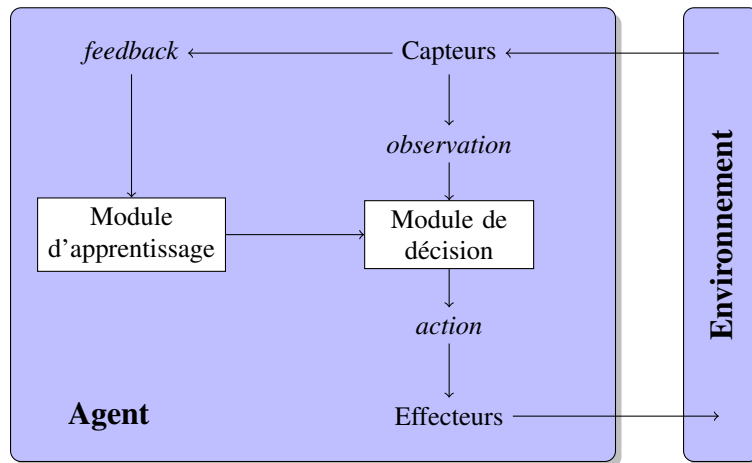 feedback
Capteurs
observation
Module
d'apprentissage
Module de
décision
action
Agent
Effecteurs
Environnement